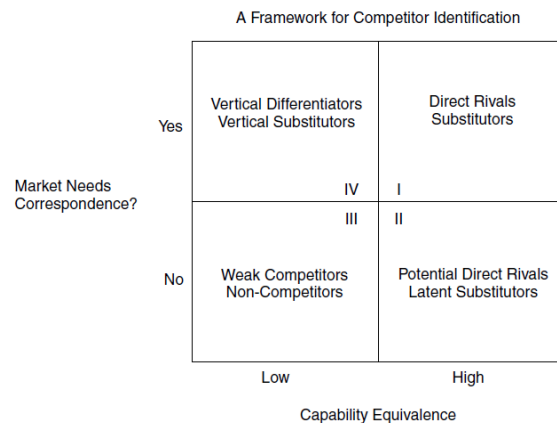 A Framework for Competitor Identification
Vertical Differentiators
Vertical Substitutors
Direct Rivals
Substitutors
Yes
IV
I
Market Needs
Correspondence?
III
II
No
Weak Competitors
Non-Competitors
Potential Direct Rivals
Latent Substitutors
Low
High
Capability Equivalence